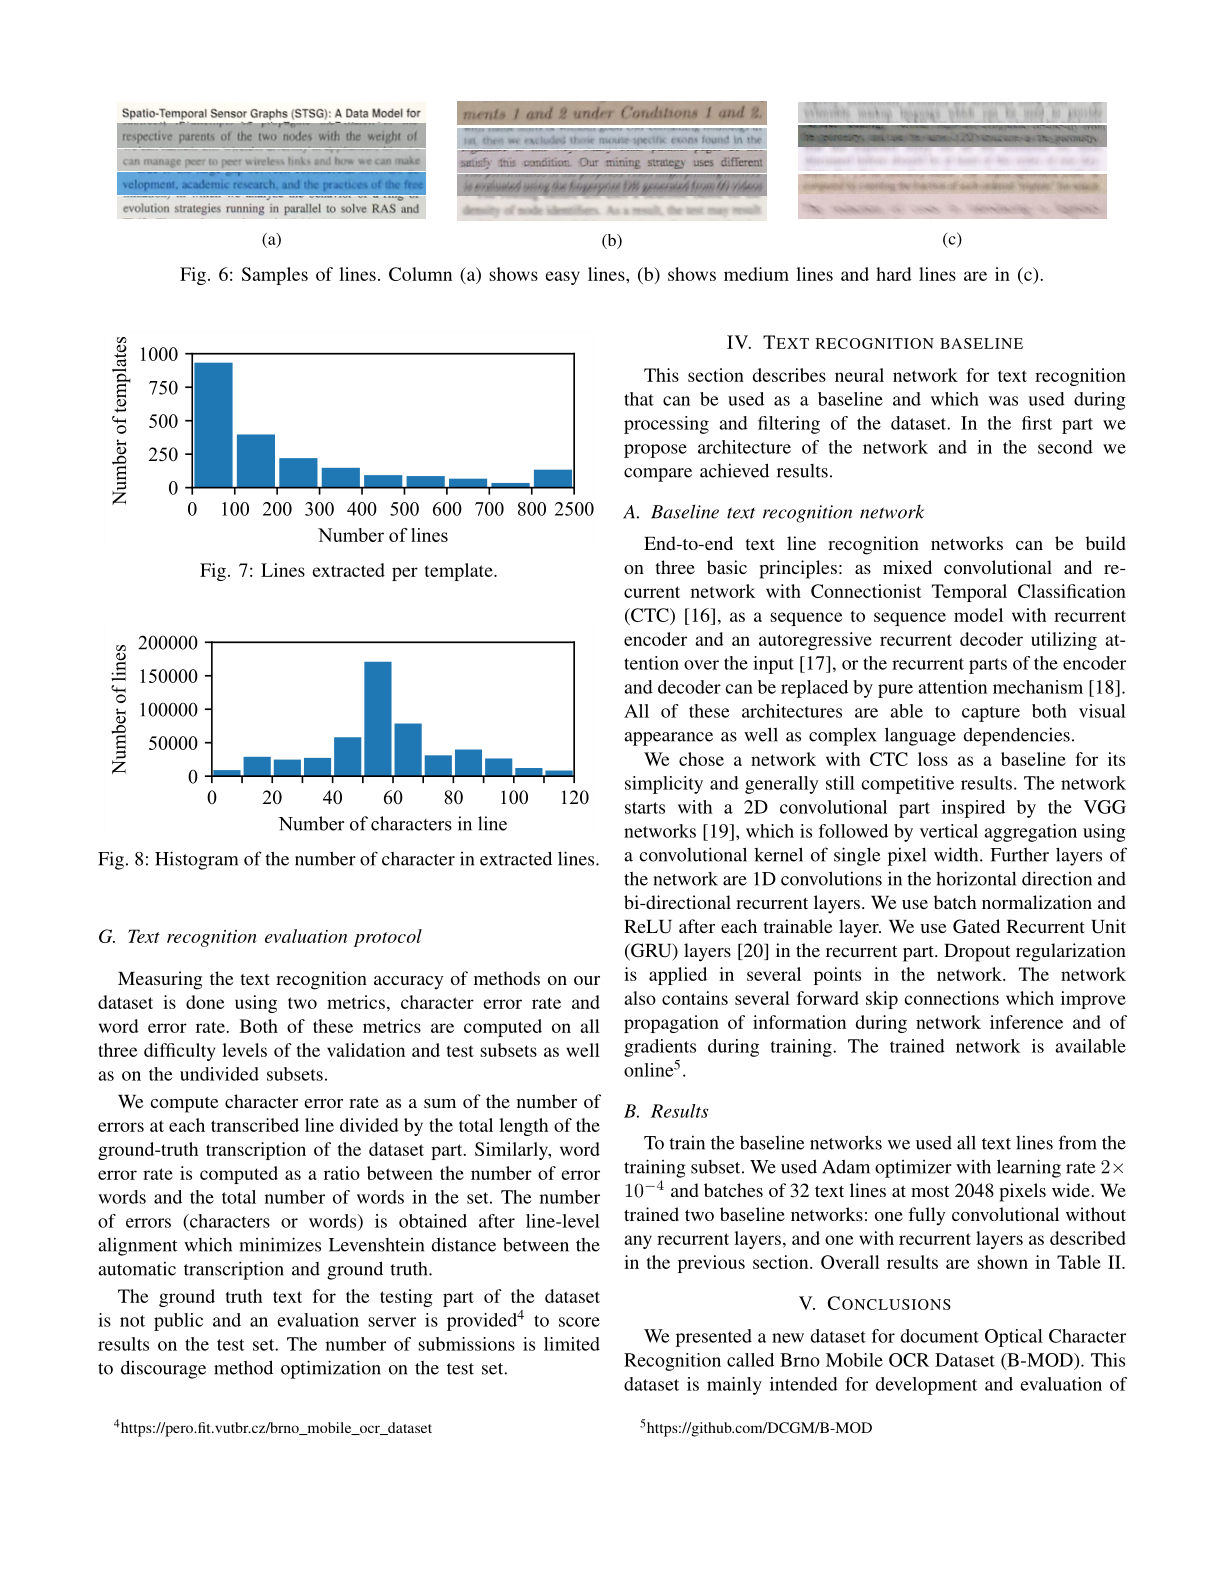 Spatio-Temporal Sensor Graphs (STSG): A Data Model for
respective parents of the two nodes with the weight of
can manage peer to peer wireless links and how we can make
velopment, academic research, and the practices of the free
evolution strategies running in parallel to solve RAS and
(a)
ments 1 and 2 under Conditions 1 and 2.
rat, then we excluded those mouse-specific exons found in the
satisfy this condition. Our mining strategy uses different
is evaluated using the fingerprint DB generated from
density of node identifiers. As a result, the test may result
(b)
(c)
Fig. 6: Samples of lines. Column (a) shows easy lines, (b) shows medium lines and hard lines are in (c).
Number of templates
1000
750
500
250
0
0 100 200 300 400 500 600 700 800 2500
Number of lines
Fig. 7: Lines extracted per template.
Number of lines
200000
150000
100000
50000
0
0 20 40 60 80 100 120
Number of characters in line
Fig. 8: Histogram of the number of character in extracted lines.
G. Text recognition evaluation protocol
Measuring the text recognition accuracy of methods on our
dataset is done using two metrics, character error rate and
word error rate. Both of these metrics are computed on all
three difficulty levels of the validation and test subsets as well
as on the undivided subsets.
We compute character error rate as a sum of the number of
errors at each transcribed line divided by the total length of the
ground-truth transcription of the dataset part. Similarly, word
error rate is computed as a ratio between the number of error
words and the total number of words in the set. The number
of errors (characters or words) is obtained after line-level
alignment which minimizes Levenshtein distance between the
automatic transcription and ground truth.
The ground truth text for the testing part of the dataset
is not public and an evaluation server is provided4 to score
results on the test set. The number of submissions is limited
to discourage method optimization on the test set.
4https://pero.fit.vutbr.cz/brno_mobile_ocr_dataset
IV. TEXT RECOGNITION BASELINE
This section describes neural network for text recognition
that can be used as a baseline and which was used during
processing and filtering of the dataset. In the first part we
propose architecture of the network and in the second we
compare achieved results.
A. Baseline text recognition network
End-to-end text line recognition networks can be build
on three basic principles: as mixed convolutional and re-
current network with Connectionist Temporal Classification
(CTC) [16], as a sequence to sequence model with recurrent
encoder and an autoregressive recurrent decoder utilizing at-
tention over the input [17], or the recurrent parts of the encoder
and decoder can be replaced by pure attention mechanism [18].
All of these architectures are able to capture both visual
appearance as well as complex language dependencies.
We chose a network with CTC loss as a baseline for its
simplicity and generally still competitive results. The network
starts with a 2D convolutional part inspired by the VGG
networks [19], which is followed by vertical aggregation using
a convolutional kernel of single pixel width. Further layers of
the network are 1D convolutions in the horizontal direction and
bi-directional recurrent layers. We use batch normalization and
ReLU after each trainable layer. We use Gated Recurrent Unit
(GRU) layers [20] in the recurrent part. Dropout regularization
is applied in several points in the network. The network
also contains several forward skip connections which improve
propagation of information during network inference and of
gradients during training. The trained network is available
online5.
B. Results
To train the baseline networks we used all text lines from the
training subset. We used Adam optimizer with learning rate 2×
10−4 and batches of 32 text lines at most 2048 pixels wide. We
trained two baseline networks: one fully convolutional without
any recurrent layers, and one with recurrent layers as described
in the previous section. Overall results are shown in Table II.
V. CONCLUSIONS
We presented a new dataset for document Optical Character
Recognition called Brno Mobile OCR Dataset (B-MOD). This
dataset is mainly intended for development and evaluation of
5https://github.com/DCGM/B-MOD